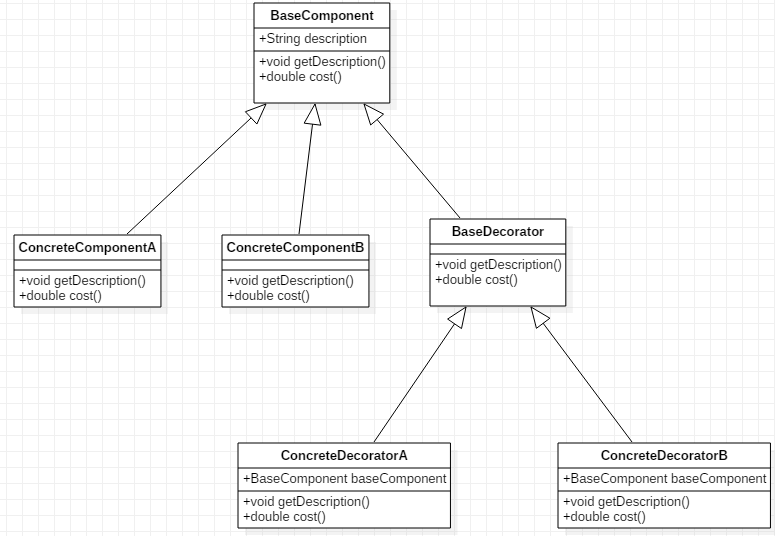 BaseComponent
+String description
+void getDescription()
+double cost()
ConcreteComponentA
+void getDescription()
+double cost()
ConcreteComponentB
+void getDescription()
+double cost()
BaseDecorator
+void getDescription()
+double cost()
ConcreteDecoratorA
+BaseComponent baseComponent
+void getDescription()
+double cost()
ConcreteDecoratorB
+BaseComponent baseComponent
+void getDescription()
+double cost()